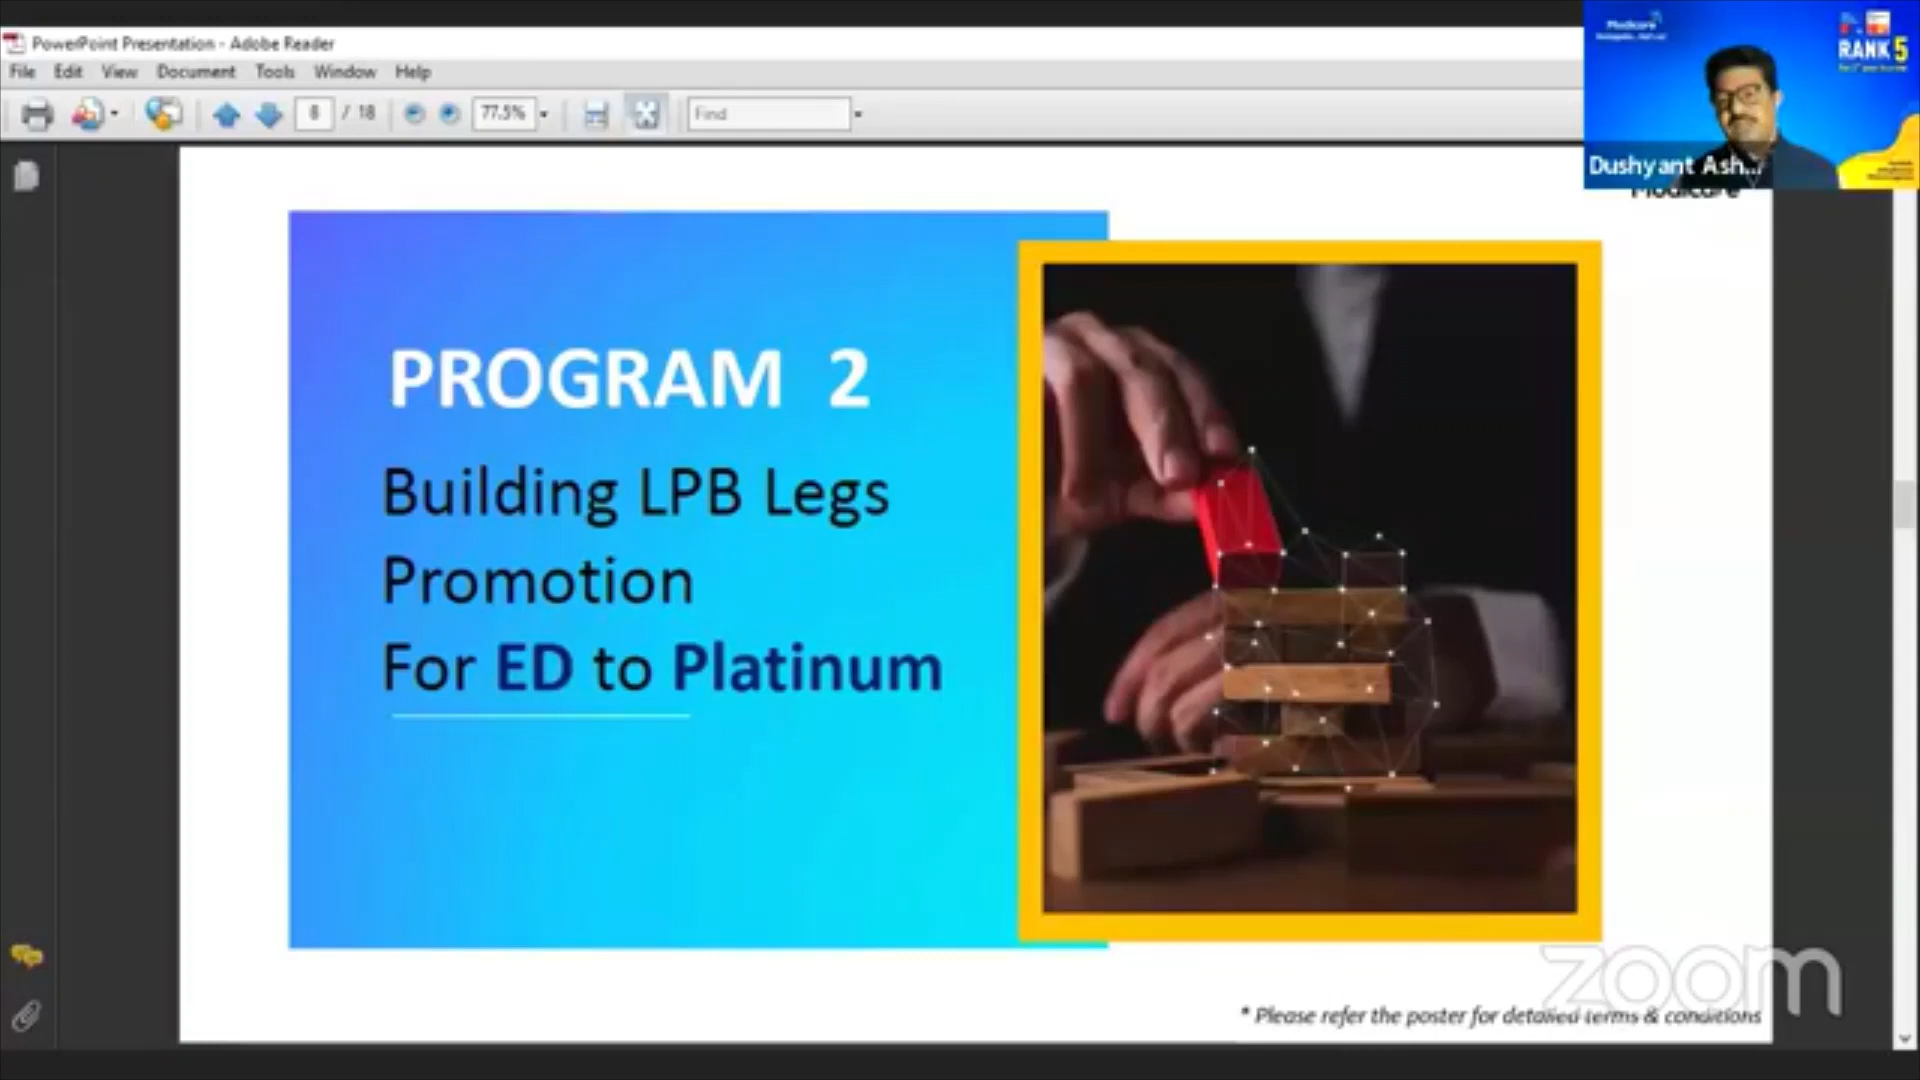 PowerPoint Presentation - Adobe Reader
File Edit View Document Tools Window Help
8 / 18 77.5% Find
Modicare
RANK 5
Dushyant Ash...
Modicare
PROGRAM 2
Building LPB Legs
Promotion
For ED to Platinum
zoom
* Please refer the poster for detailed terms & conditions